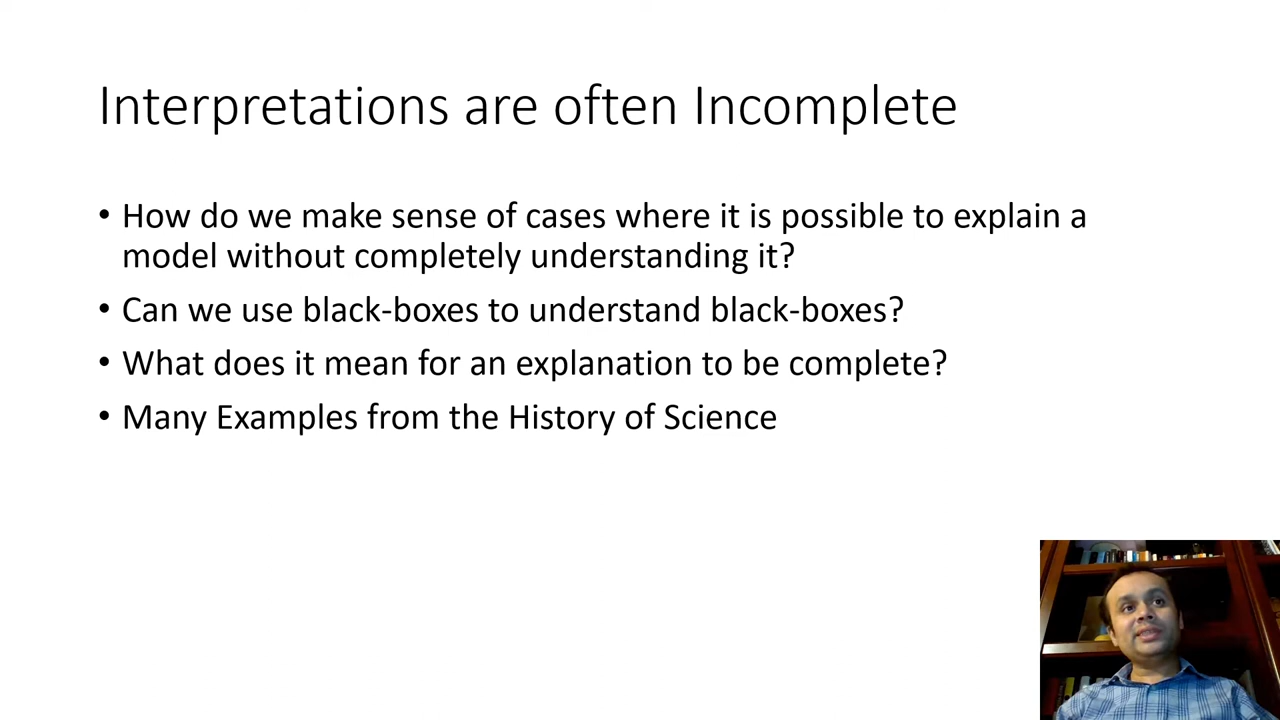 Interpretations are often Incomplete
• How do we make sense of cases where it is possible to explain a
model without completely understanding it?
• Can we use black-boxes to understand black-boxes?
• What does it mean for an explanation to be complete?
• Many Examples from the History of Science